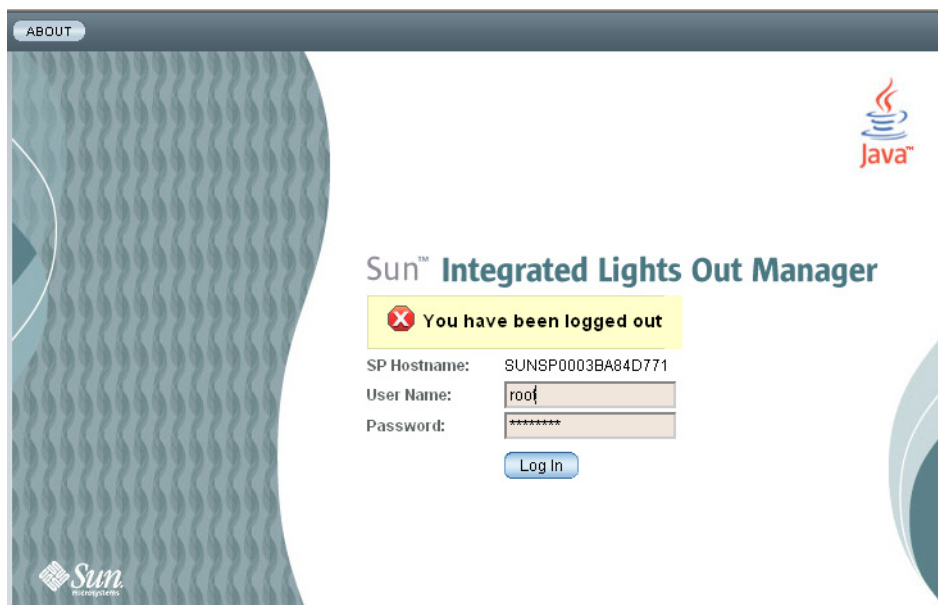 ABOUT
Java™
Sun™ Integrated Lights Out Manager
You have been logged out
SP Hostname: SUNSP0003BA84D771
User Name: root
Password: ********
Log In
Sun
microsystems